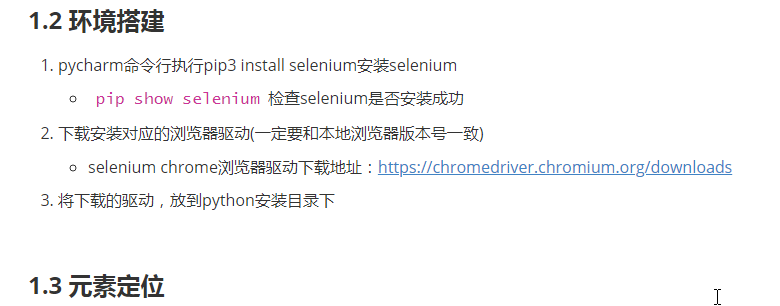 1.2 环境搭建
1. pycharm命令行执行pip3 install selenium安装selenium
pip show selenium 检查selenium是否安装成功
2. 下载安装对应的浏览器驱动(一定要和本地浏览器版本号一致)
selenium chrome浏览器驱动下载地址：https://chromedriver.chromium.org/downloads
3. 将下载的驱动，放到python安装目录下
1.3 元素定位